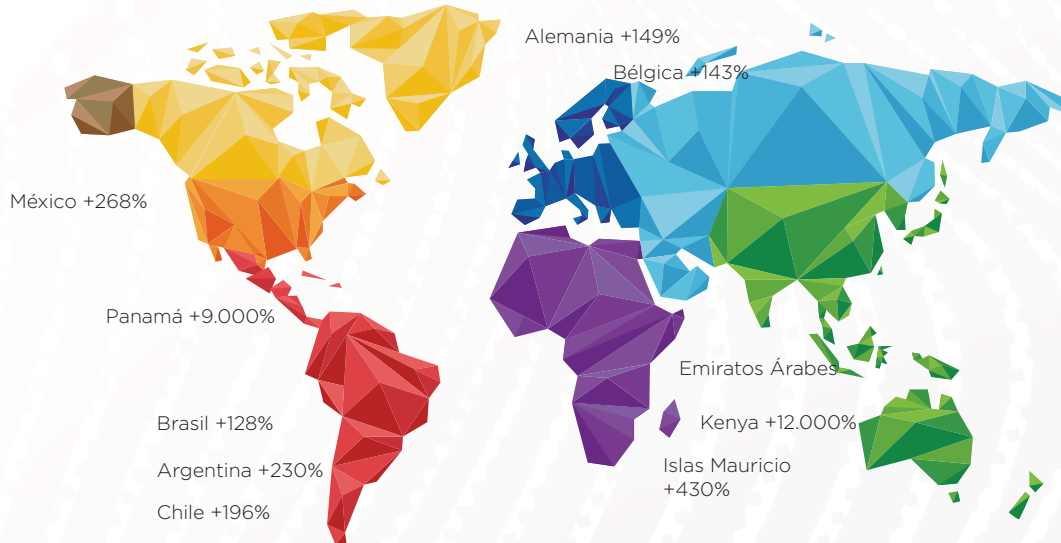 Alemania +149%
Bélgica +143%
México +268%
Panamá +9.000%
Emiratos Árabes
Brasil +128%
Kenya +12.000%
Argentina +230%
Islas Mauricio
+430%
Chile +196%